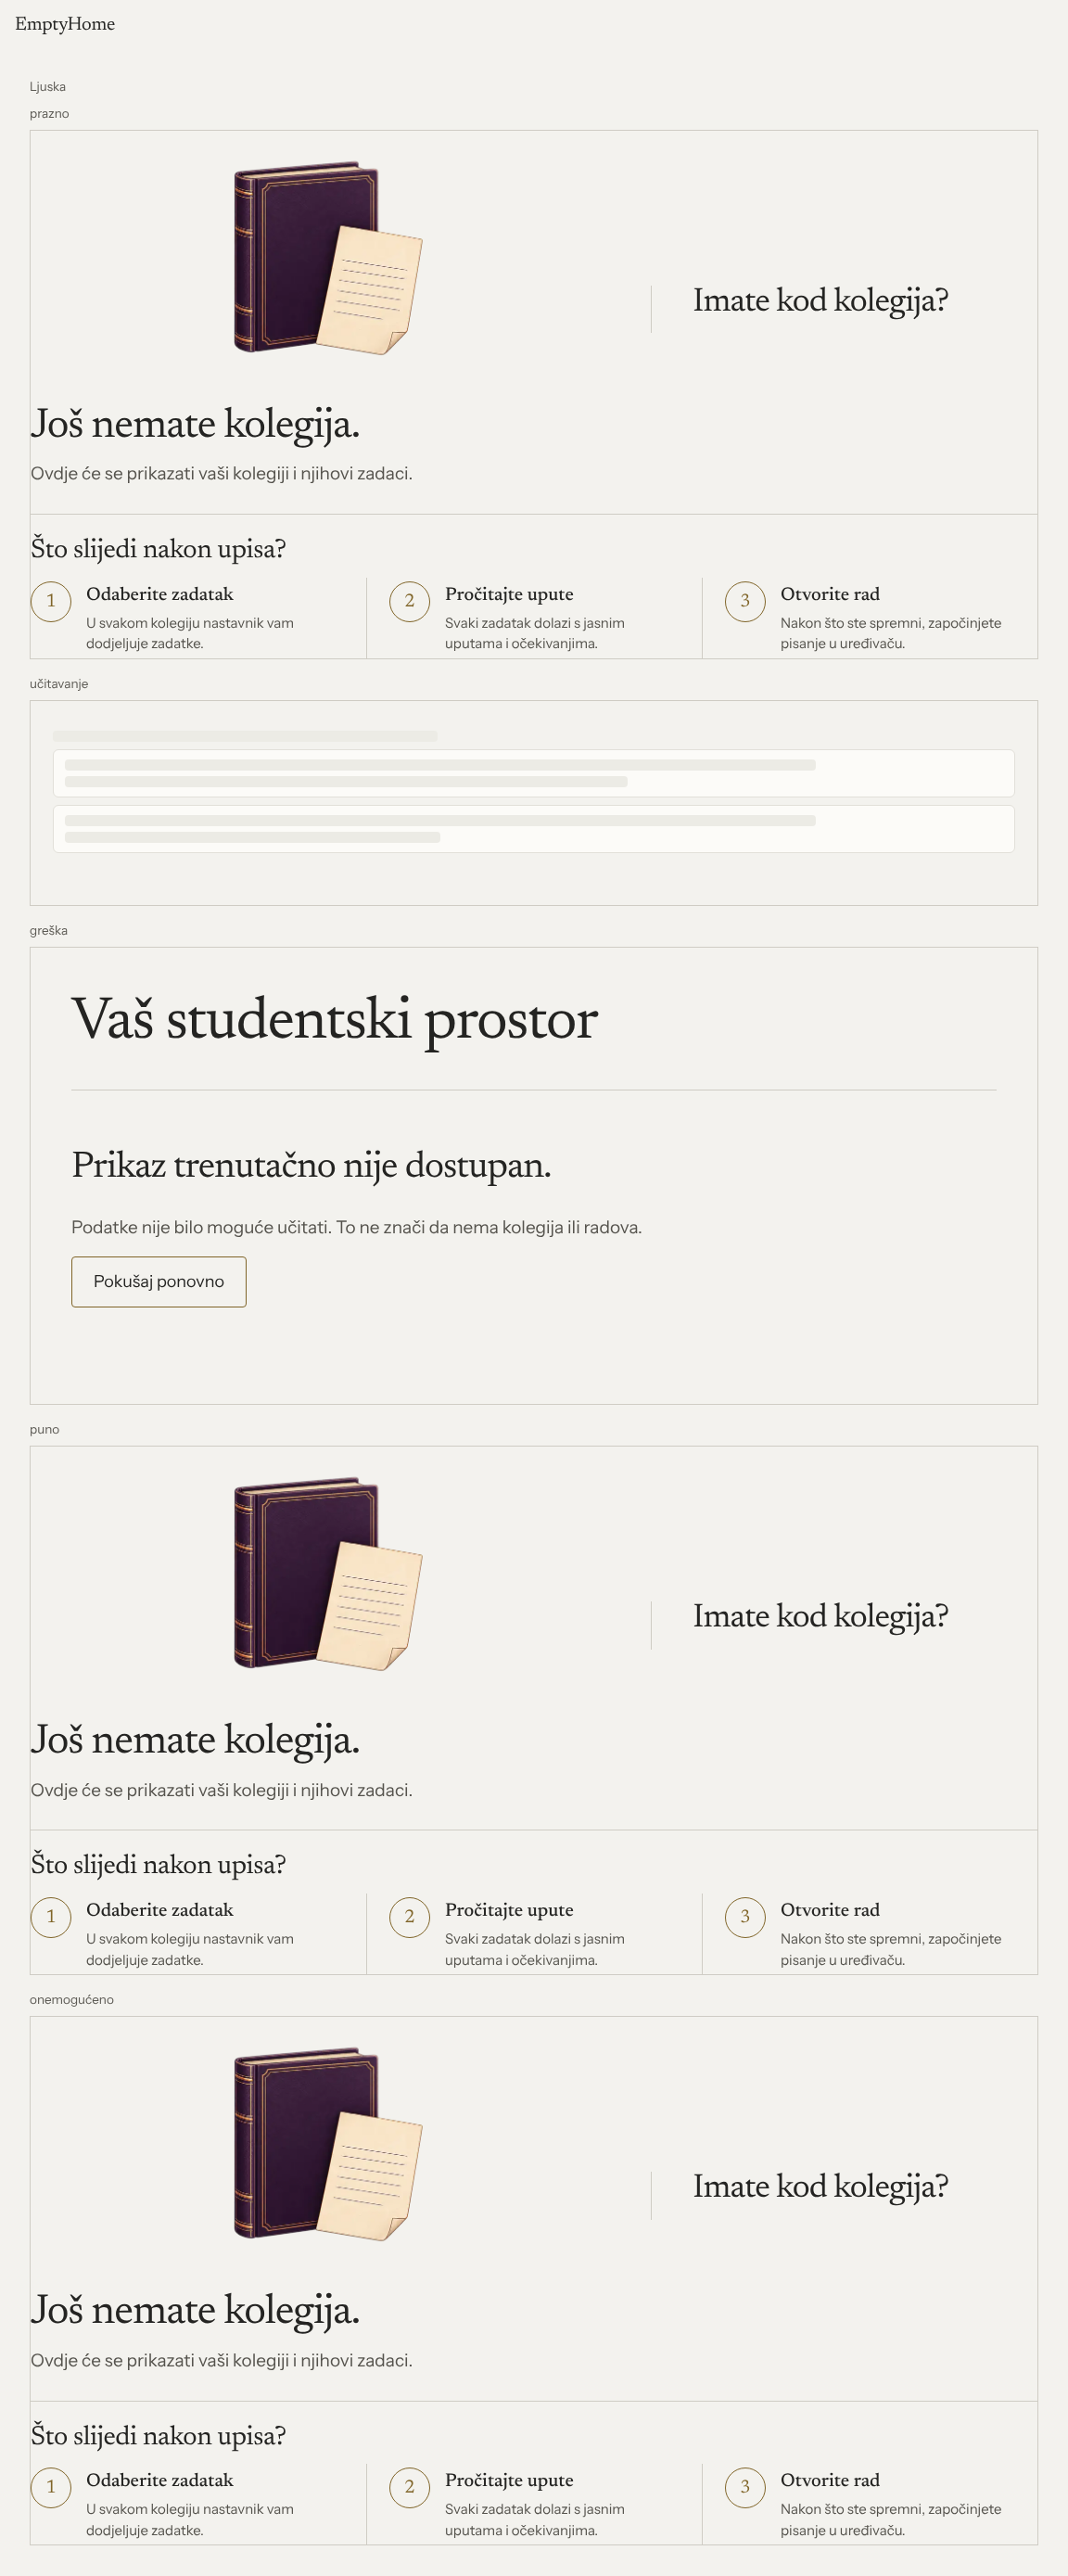 EmptyHome
Ljuska
prazno
Imate kod kolegija?
Još nemate kolegija.
Ovdje će se prikazati vaši kolegiji i njihovi zadaci.
Što slijedi nakon upisa?
1
Odaberite zadatak
U svakom kolegiju nastavnik vam
dodjeljuje zadatke.
2
Pročitajte upute
Svaki zadatak dolazi s jasnim
uputama i očekivanjima.
3
Otvorite rad
Nakon što ste spremni, započinjete
pisanje u uređivaču.
učitavanje
greška
Vaš studentski prostor
Prikaz trenutačno nije dostupan.
Podatke nije bilo moguće učitati. To ne znači da nema kolegija ili radova.
Pokušaj ponovno
puno
Imate kod kolegija?
Još nemate kolegija.
Ovdje će se prikazati vaši kolegiji i njihovi zadaci.
Što slijedi nakon upisa?
1
Odaberite zadatak
U svakom kolegiju nastavnik vam
dodjeljuje zadatke.
2
Pročitajte upute
Svaki zadatak dolazi s jasnim
uputama i očekivanjima.
3
Otvorite rad
Nakon što ste spremni, započinjete
pisanje u uređivaču.
onemogućeno
Imate kod kolegija?
Još nemate kolegija.
Ovdje će se prikazati vaši kolegiji i njihovi zadaci.
Što slijedi nakon upisa?
1
Odaberite zadatak
U svakom kolegiju nastavnik vam
dodjeljuje zadatke.
2
Pročitajte upute
Svaki zadatak dolazi s jasnim
uputama i očekivanjima.
3
Otvorite rad
Nakon što ste spremni, započinjete
pisanje u uređivaču.